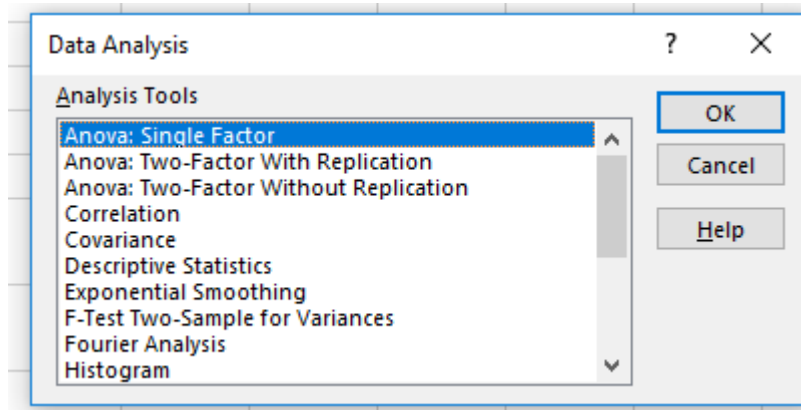 Data Analysis
?
Analysis Tools
Anova: Single Factor
Anova: Two-Factor With Replication
Anova: Two-Factor Without Replication
Correlation
Covariance
Descriptive Statistics
Exponential Smoothing
F-Test Two-Sample for Variances
Fourier Analysis
Histogram
OK
Cancel
Help